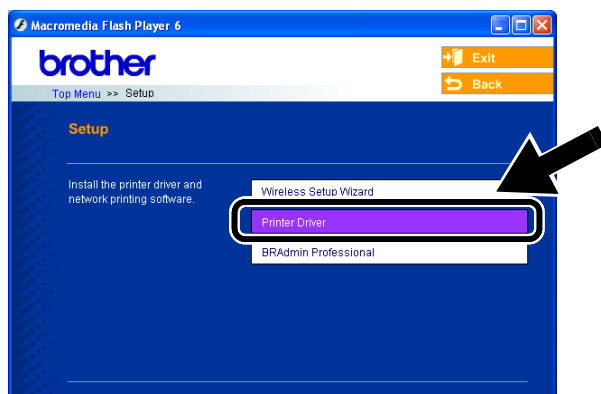 Macromedia Flash Player 6
brother
Exit
Back
Top Menu >> Setup
Setup
Install the printer driver and
network printing software.
Wireless Setup Wizard
Printer Driver
BRAdmin Professional